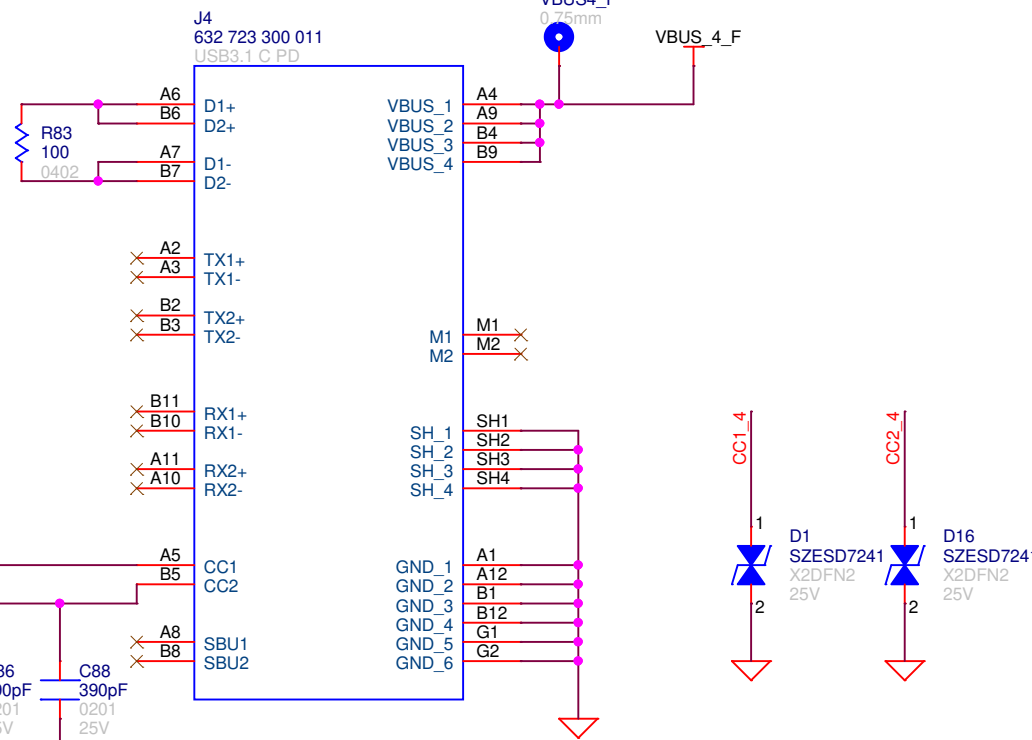 J4
632 723 300 011
USB3.1 C PD
0.75mm
VBUS_4_F
A6
D1+
B6
D2+
A7
D1-
B7
D2-
R83
100
0402
A2
TX1+
A3
TX1-
B2
TX2+
B3
TX2-
B11
RX1+
B10
RX1-
A11
RX2+
A10
RX2-
A5
CC1
B5
CC2
A8
SBU1
B8
SBU2
VBUS_1
A4
VBUS_2
A9
VBUS_3
B4
VBUS_4
B9
M1
M1
M2
M2
SH_1
SH1
SH_2
SH2
SH_3
SH3
SH_4
SH4
GND_1
A1
GND_2
A12
GND_3
B1
GND_4
B12
GND_5
G1
GND_6
G2
C88
390pF
0201
25V
CC1_4
1
D1
SZESD7241
X2DFN2
25V
2
CC2_4
1
D16
SZESD7241
X2DFN2
25V
2